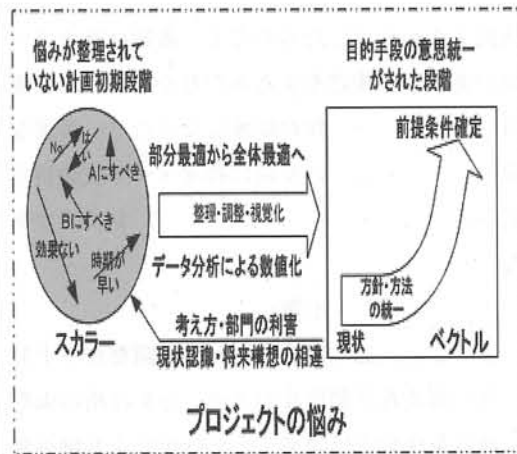 悩みが整理されて
いない計画初期段階
目的手段の意思統一
がされた段階
No
はい
Aにすべき
Bにすべき
効果ない
時期が
早い
スカラー
部分最適から全体最適へ
整理・調整・視覚化
データ分析による数値化
考え方・部門の利害
現状認識・将来構想の相違
前提条件確定
方針・方法
の統一
現状
ベクトル
プロジェクトの悩み